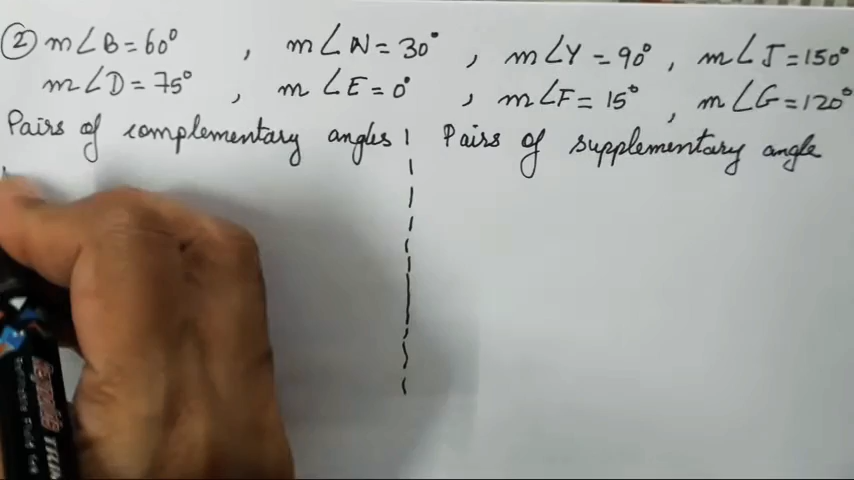 ② m∠B=60° , m∠N=30° , m∠Y=90° , m∠J=150°
m∠D=75° , m∠E=0° , m∠F=15° , m∠G=120°
Pairs of complementary angles Pairs of supplementary angle